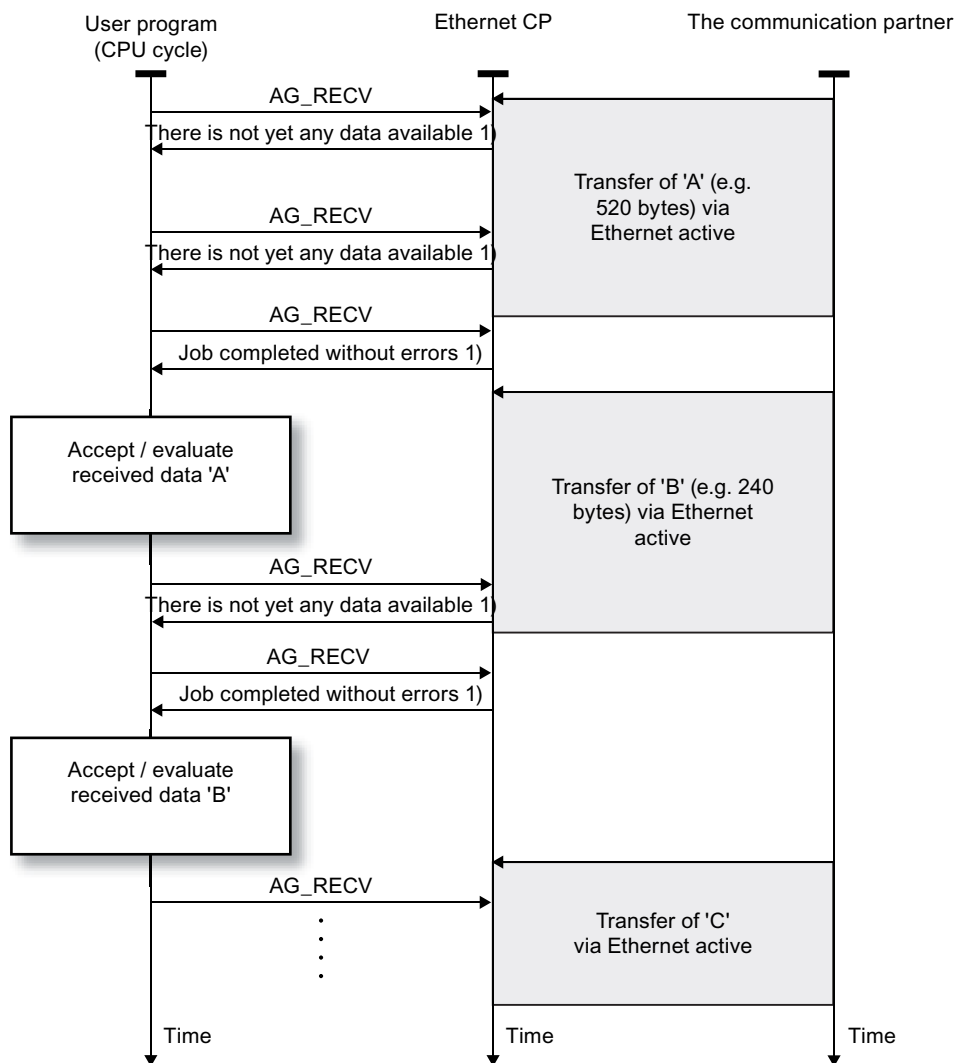 User program
(CPU cycle)
Ethernet CP
The communication partner
AG_RECV
There is not yet any data available 1)
Transfer of 'A' (e.g.
520 bytes) via
Ethernet active
AG_RECV
There is not yet any data available 1)
AG_RECV
Job completed without errors 1)
Accept / evaluate
received data 'A'
Transfer of 'B' (e.g. 240
bytes) via Ethernet
active
AG_RECV
There is not yet any data available 1)
AG_RECV
Job completed without errors 1)
Accept / evaluate
received data 'B'
AG_RECV
Transfer of 'C'
via Ethernet active
Time
Time
Time